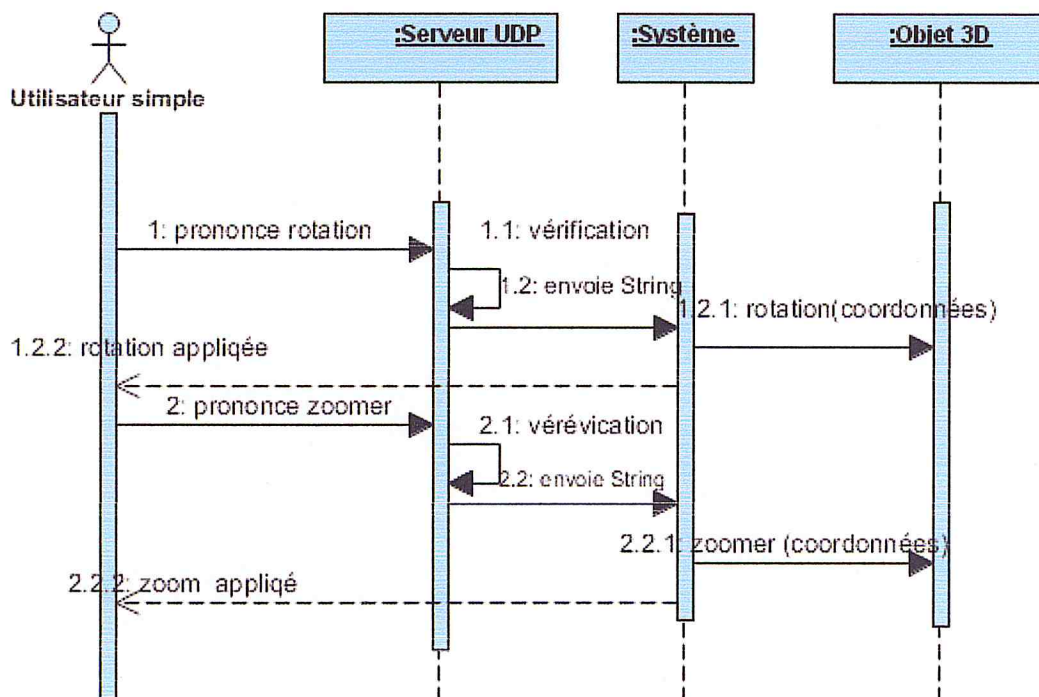 :Serveur UDP
:Système
:Objet 3D
Utilisateur simple
1: prononce rotation
1.1: vérification
1.2: envoie String
1.2.1: rotation(coordonnées)
1.2.2: rotation appliqée
2: prononce zoomer
2.1: vérévication
2.2: envoie String
2.2.1: zoomer (coordonnées)
2.2.2: zoom appliqé